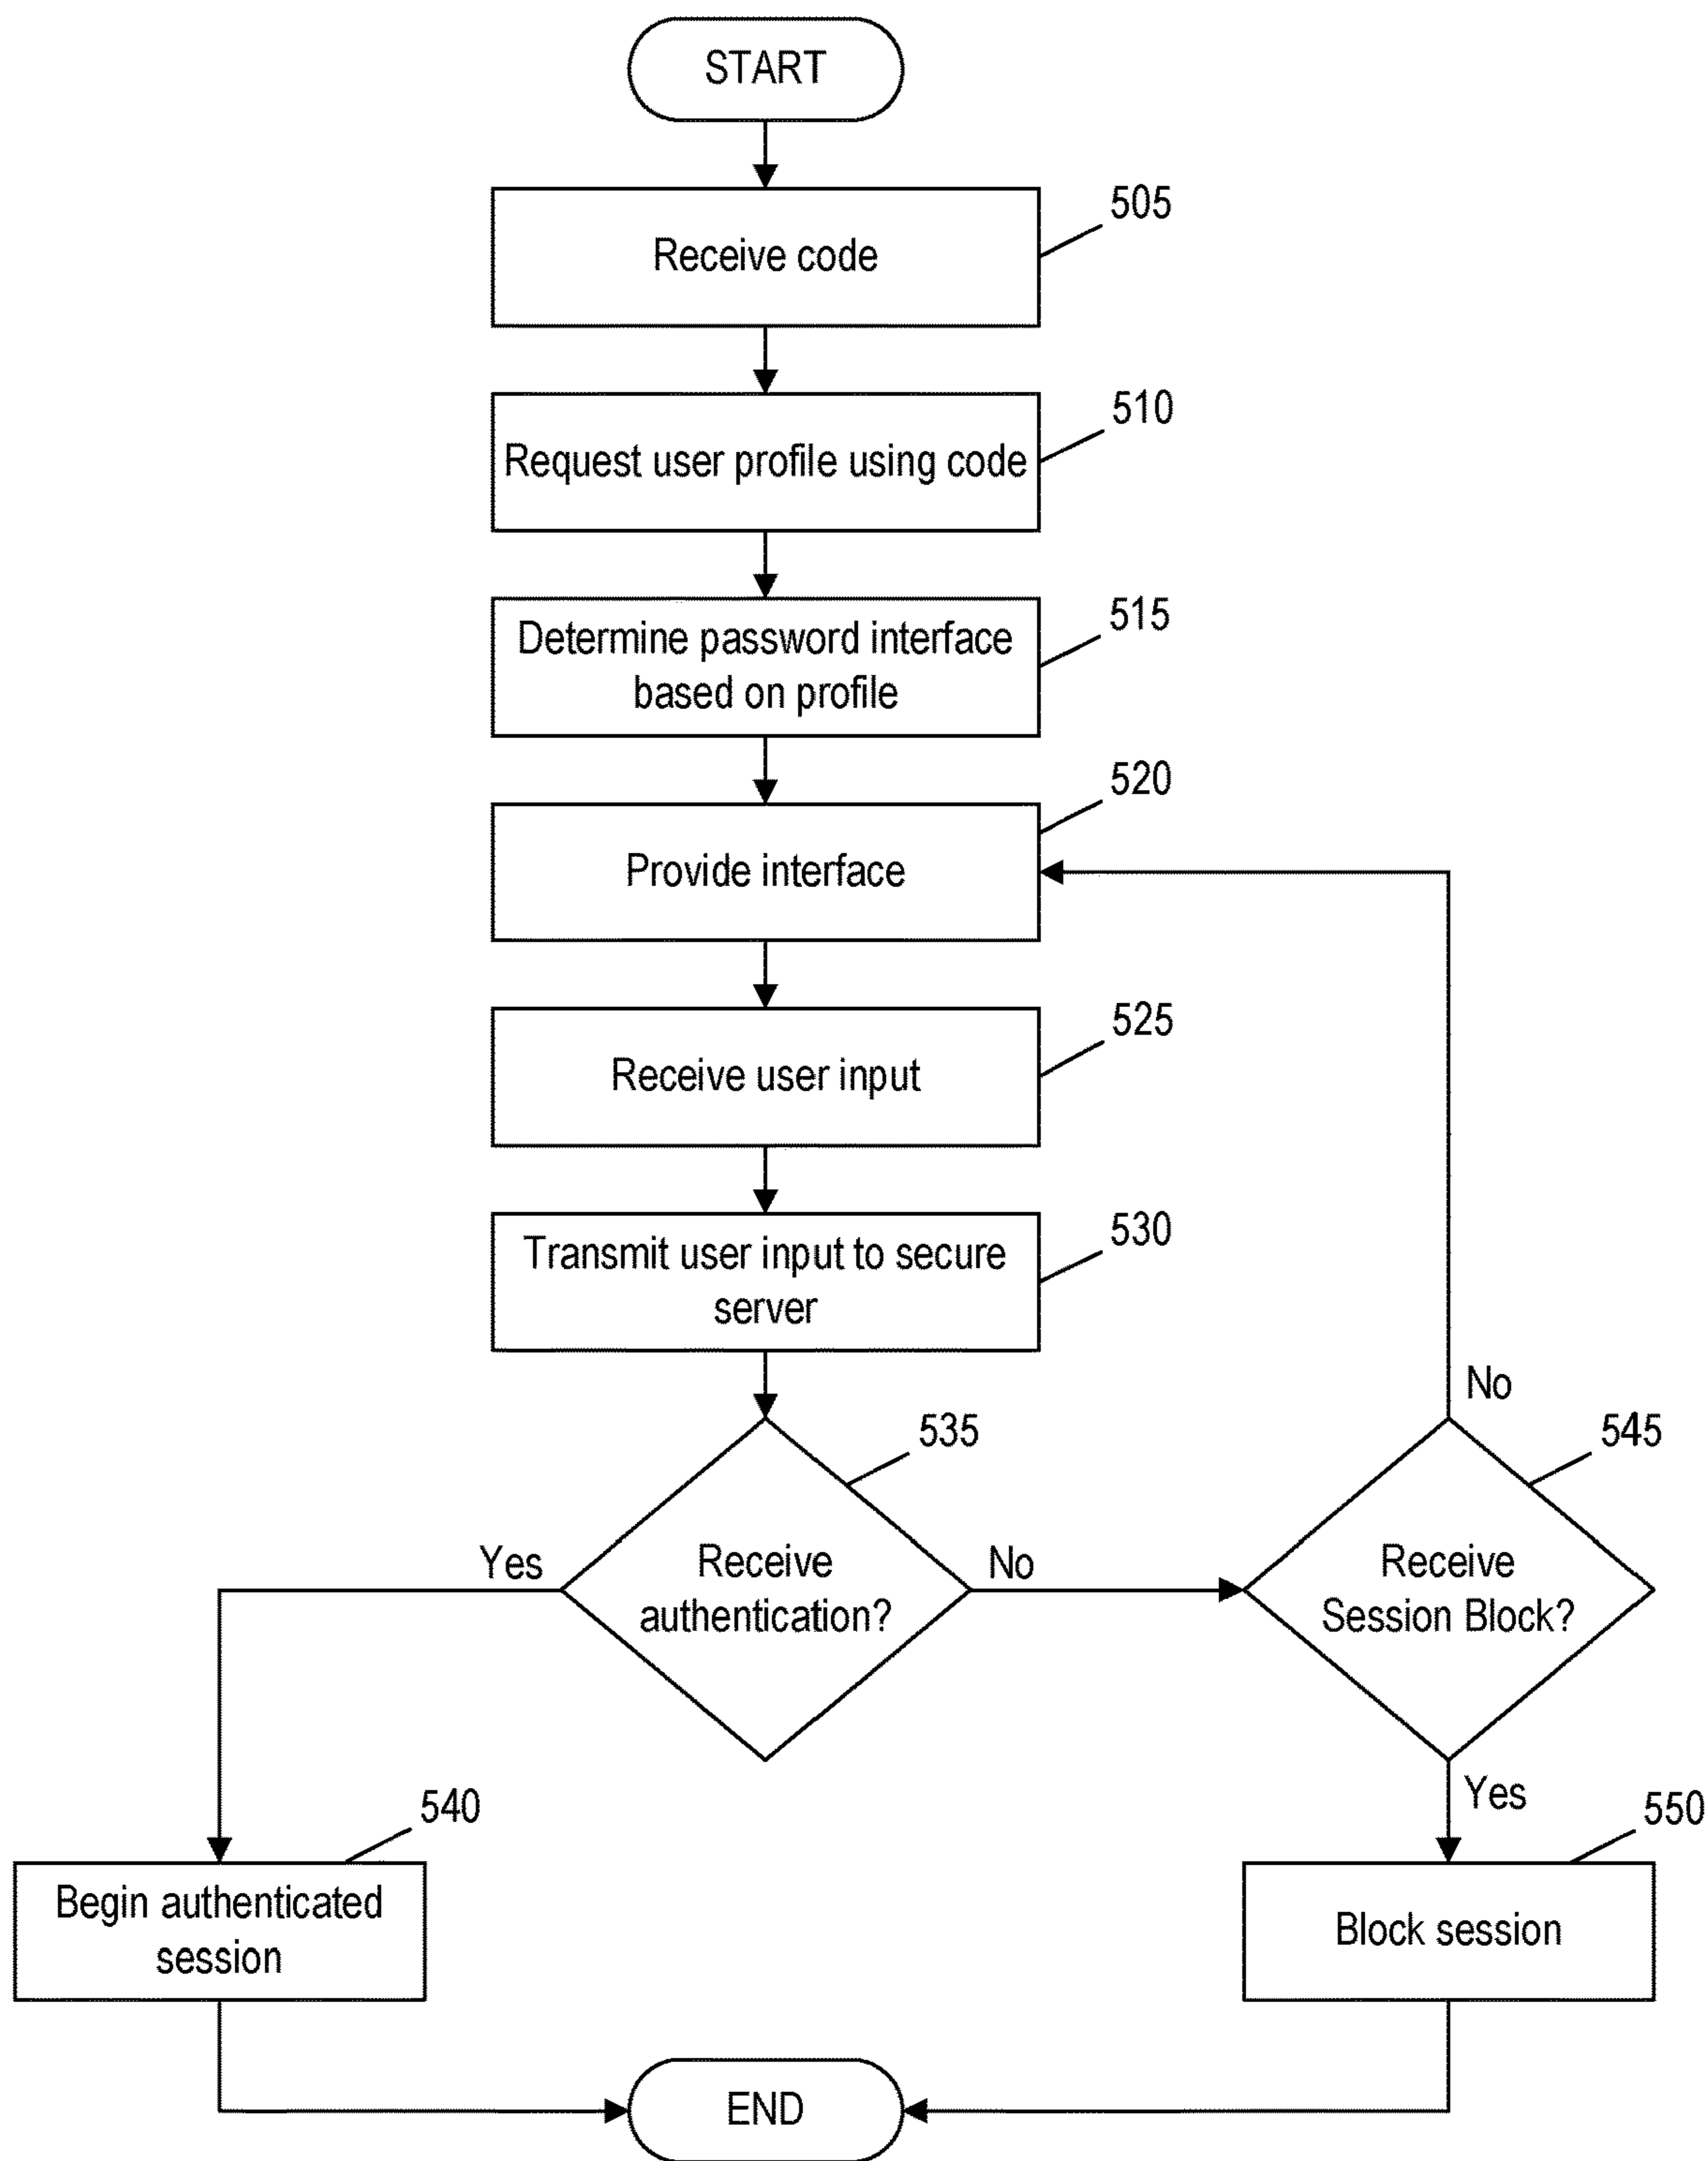 START
505
Receive code
510
Request user profile using code
515
Determine password interface
based on profile
520
Provide interface
525
Receive user input
530
Transmit user input to secure
server
535
Receive
authentication?
Yes
No
545
Receive
Session Block?
No
Yes
540
Begin authenticated
session
550
Block session
END